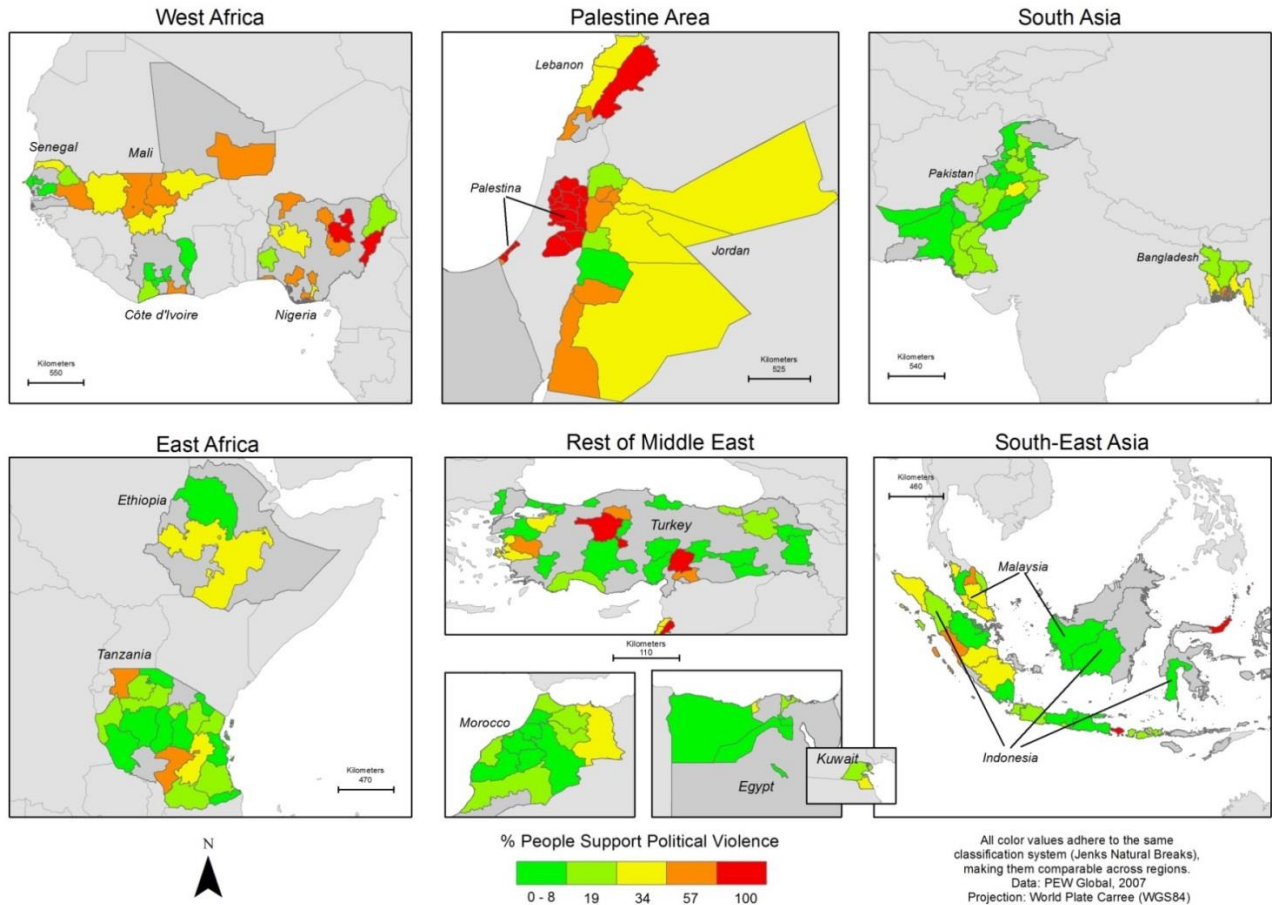 West Africa
Palestine Area
South Asia
Senegal
Mali
Côte d'Ivoire
Nigeria
Kilometers
550
Lebanon
Palestina
Jordan
Kilometers
525
Pakistan
Bangladesh
Kilometers
540
East Africa
Rest of Middle East
South-East Asia
Ethiopia
Tanzania
Kilometers
470
Turkey
Kilometers
110
Morocco
Egypt
Kuwait
Kilometers
460
Malaysia
Indonesia
N
% People Support Political Violence
0 - 8 19 34 57 100
All color values adhere to the same
classification system (Jenks Natural Breaks),
making them comparable across regions.
Data: PEW Global, 2007
Projection: World Plate Carree (WGS84)